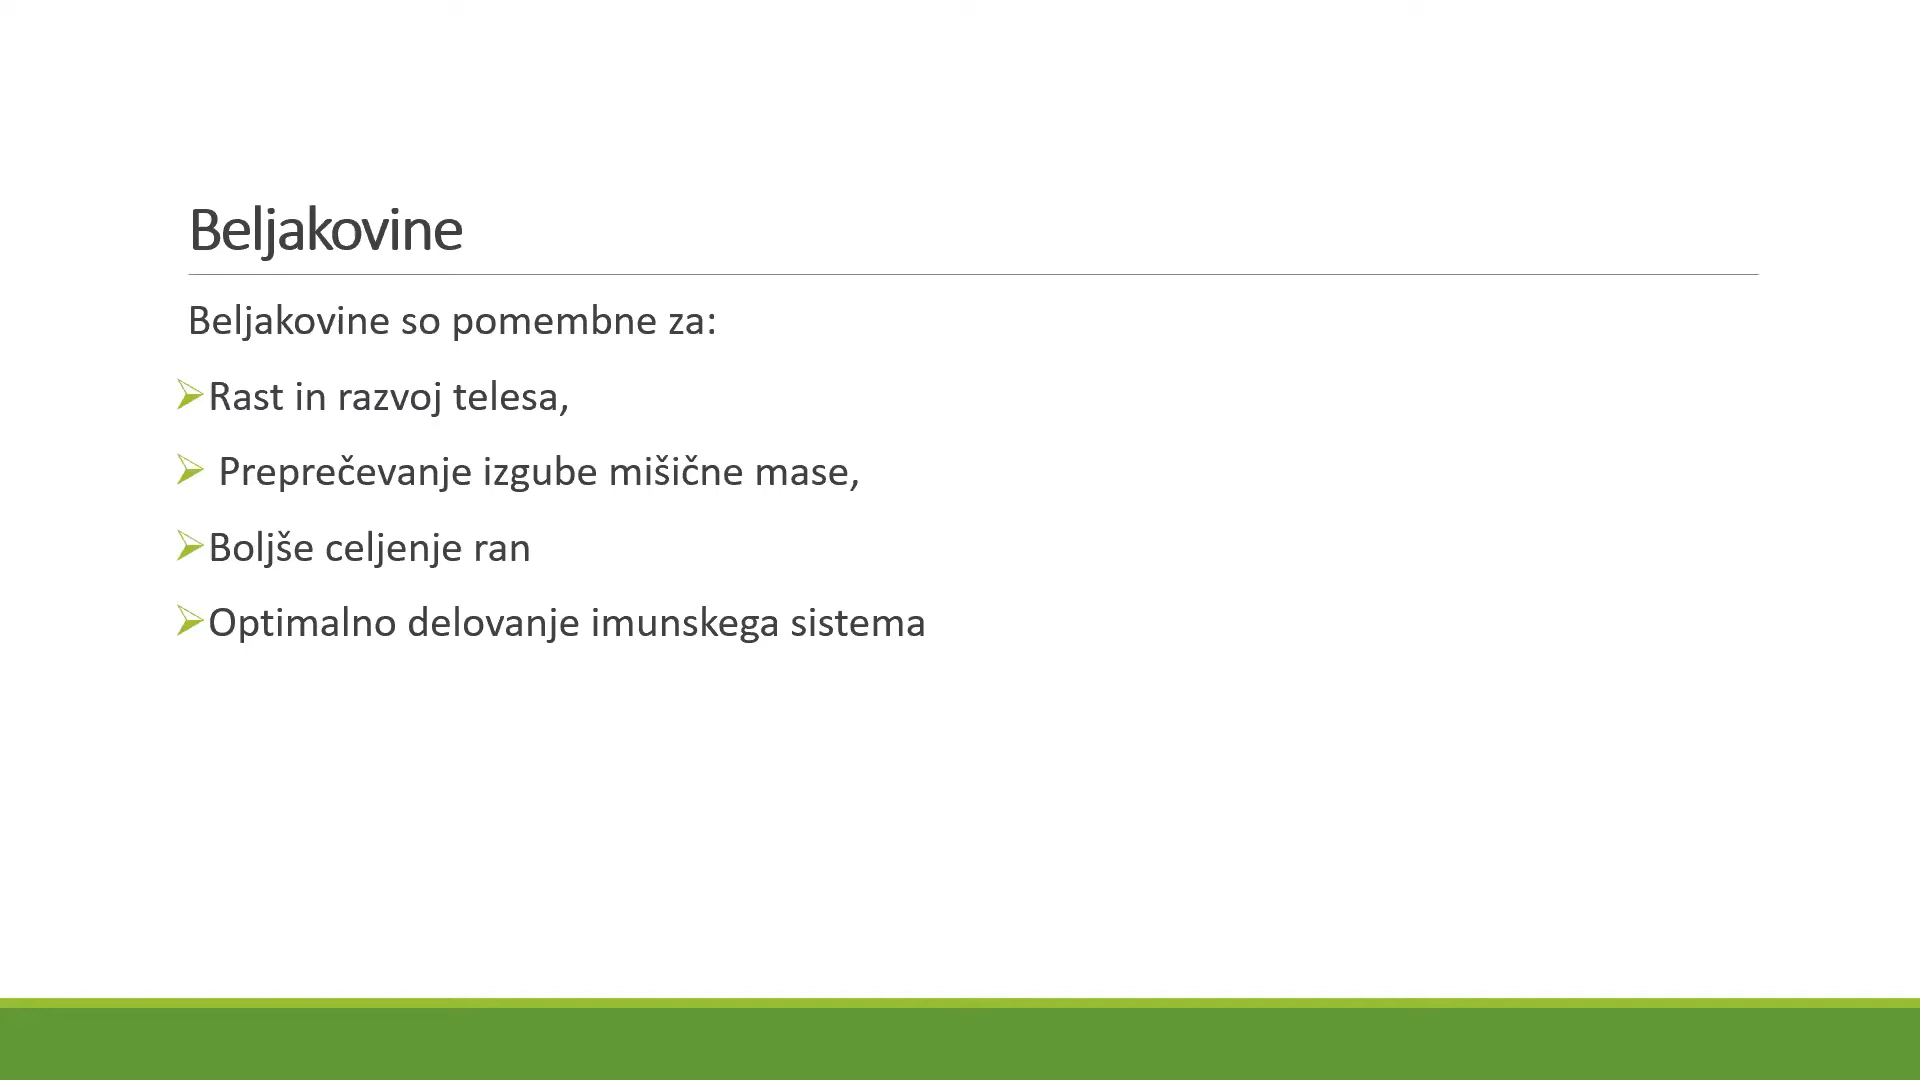 Beljakovine
Beljakovine so pomembne za:
Rast in razvoj telesa,
Preprečevanje izgube mišične mase,
Boljše celjenje ran
Optimalno delovanje imunskega sistema